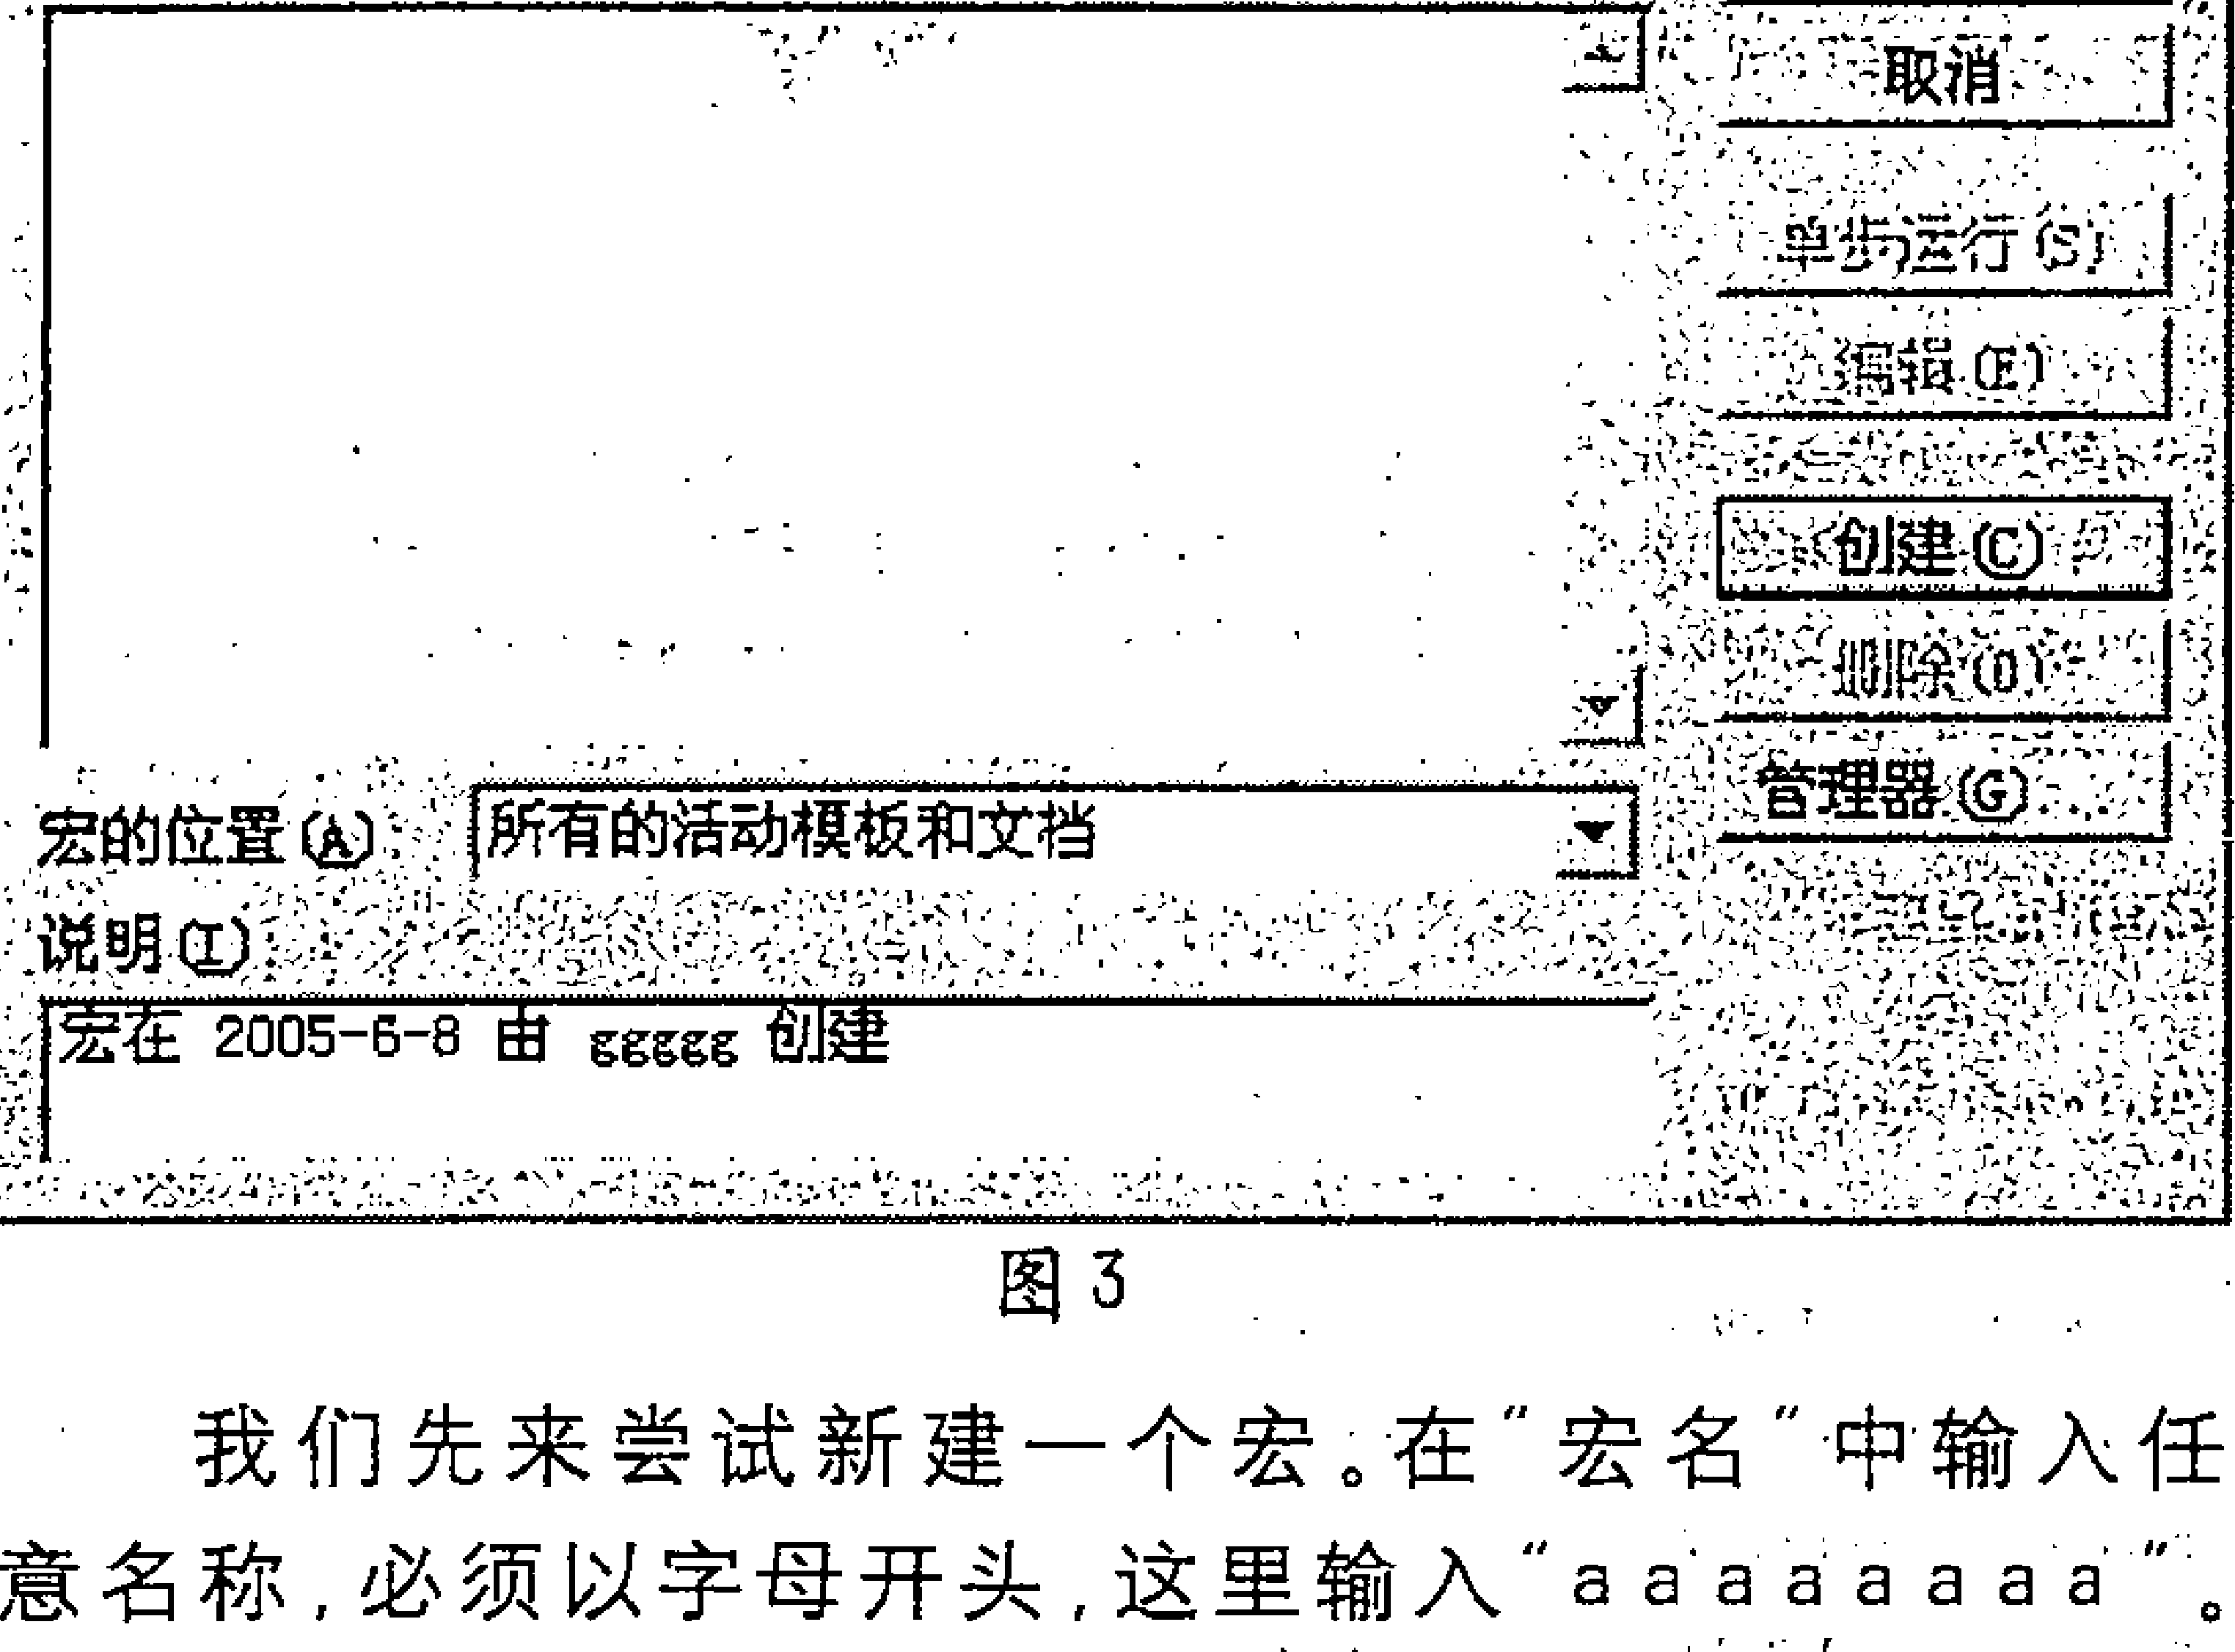 取消
单步运行(S)
编辑(E)
创建(C)
删除(D)
管理器(G)
宏的位置(A)
所有的活动模板和文档
说明(I)
宏在 2005-6-8 由 ggggg 创建
图 3
我们先来尝试新建一个宏。在“宏名”中输入任
意名称,必须以字母开头,这里输入“aaaaaaaa”。